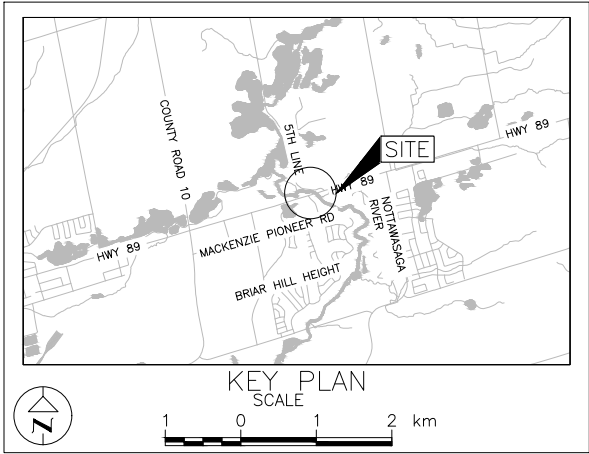 COUNTY ROAD 10
5TH LINE
SITE
HWY 89
HWY 89
NOTTAWASAGA
RIVER
MACKENZIE PIONEER RD
HWY 89
BRIAR HILL HEIGHT
KEY PLAN
SCALE
1 0 1 2 km
N